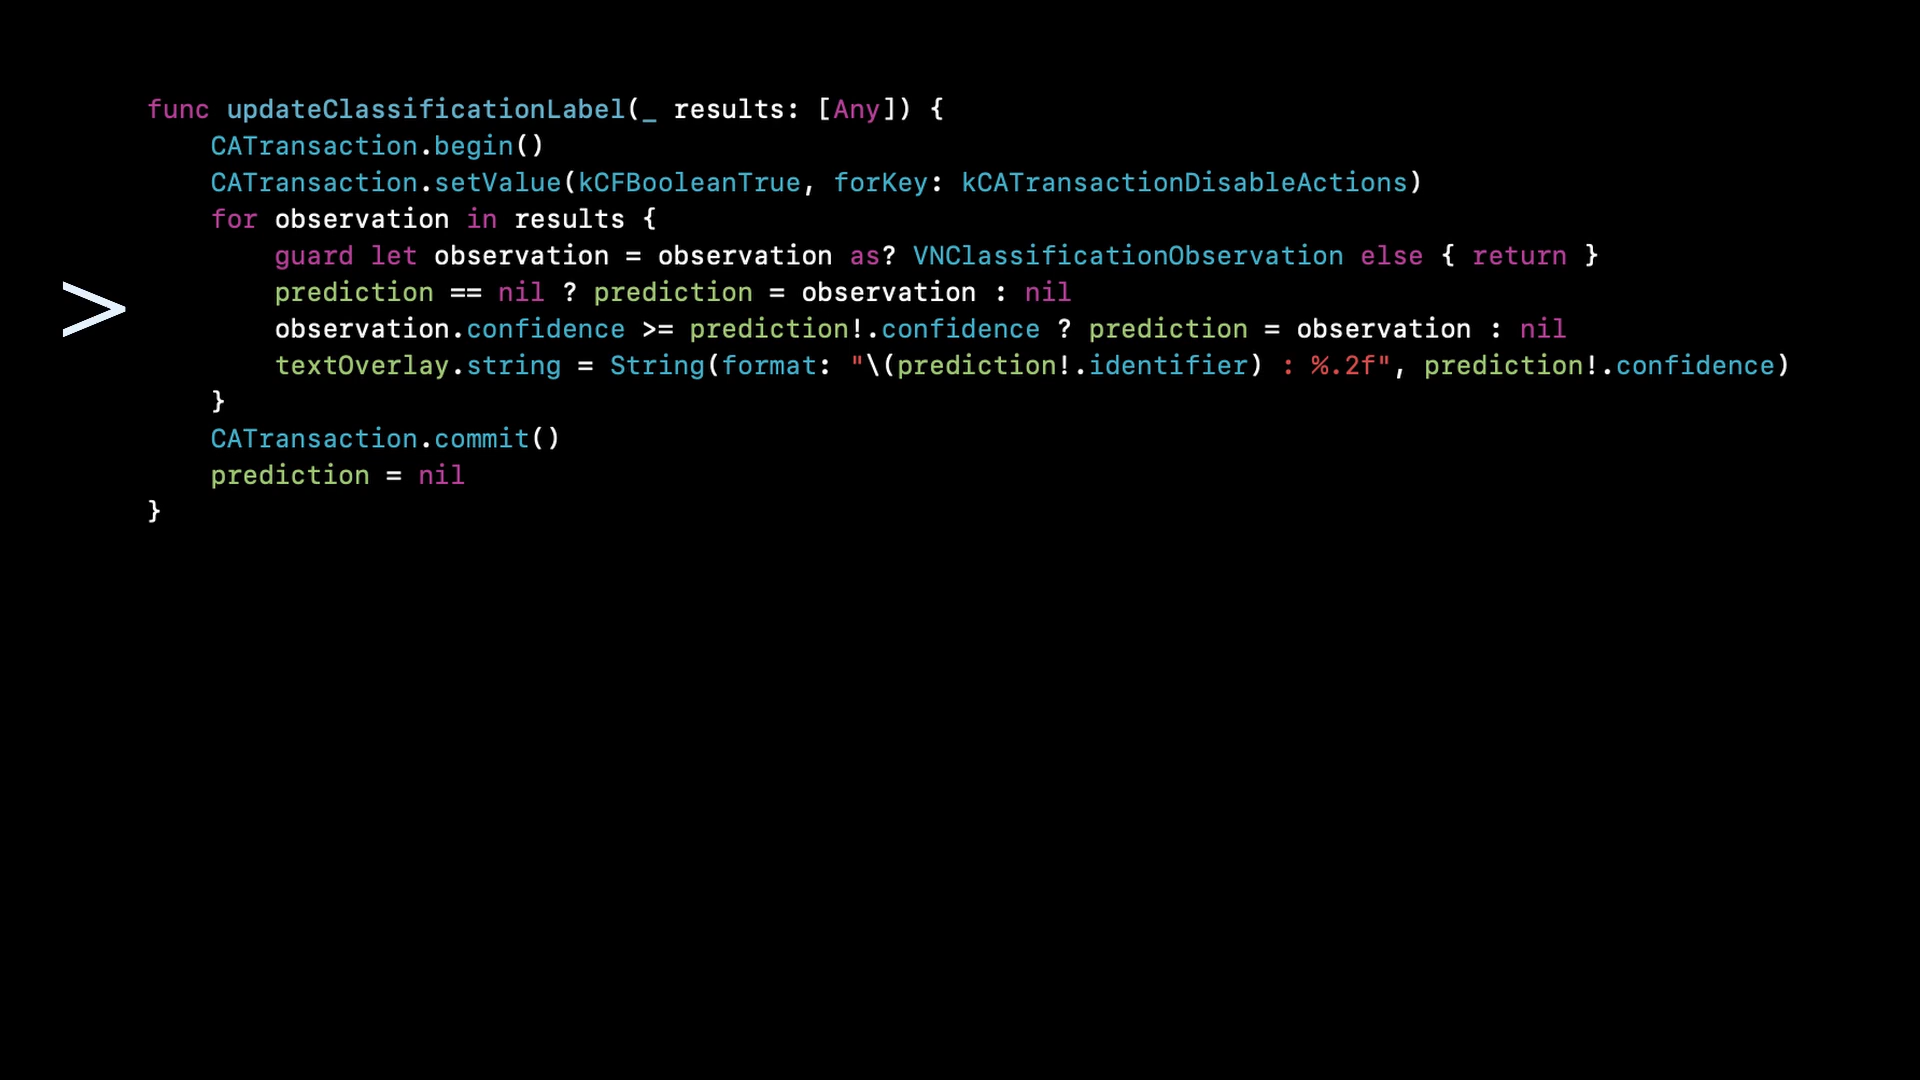 func updateClassificationLabel(_ results: [Any]) {
    CATransaction.begin()
    CATransaction.setValue(kCFBooleanTrue, forKey: kCATransactionDisableActions)
    for observation in results {
        guard let observation = observation as? VNClassificationObservation else { return }
        prediction == nil ? prediction = observation : nil
>
        observation.confidence >= prediction!.confidence ? prediction = observation : nil
        textOverlay.string = String(format: "\(prediction!.identifier) : %.2f", prediction!.confidence)
    }
    CATransaction.commit()
    prediction = nil
}